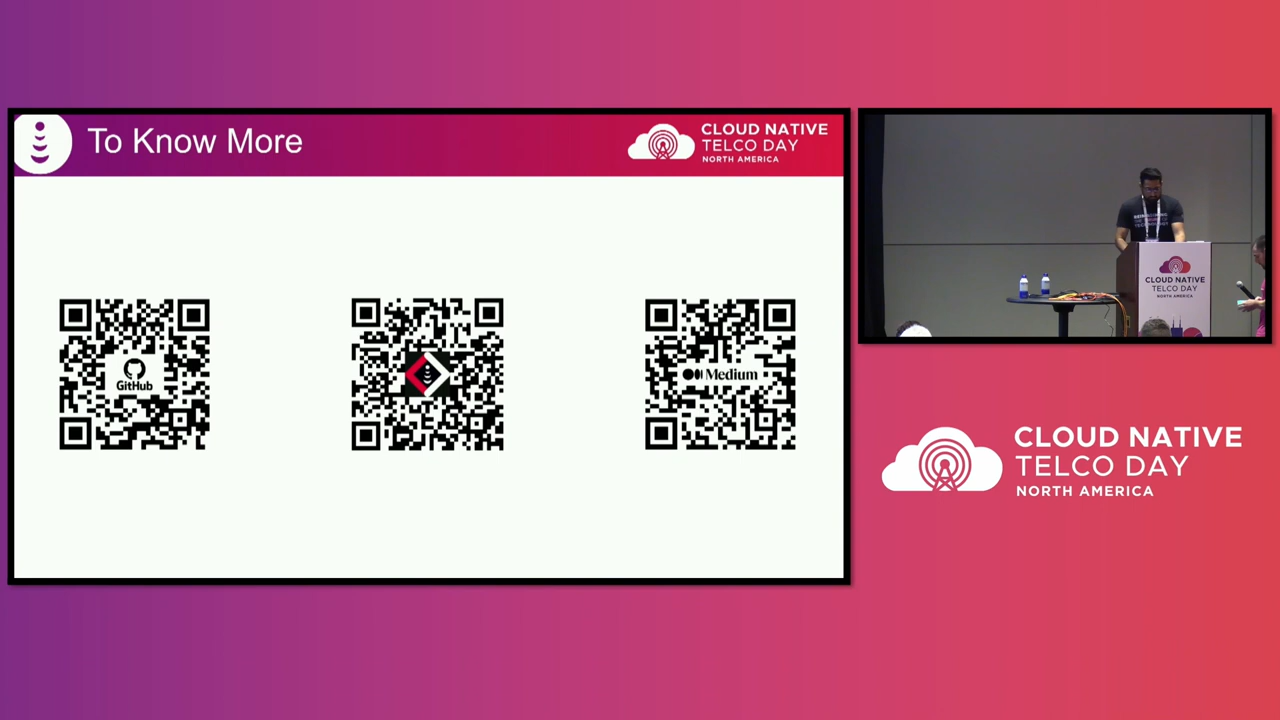 To Know More
CLOUD NATIVE
TELCO DAY
NORTH AMERICA
GitHub
Medium
CLOUD NATIVE
TELCO DAY
NORTH AMERICA
CLOUD NATIVE
TELCO DAY
NORTH AMERICA